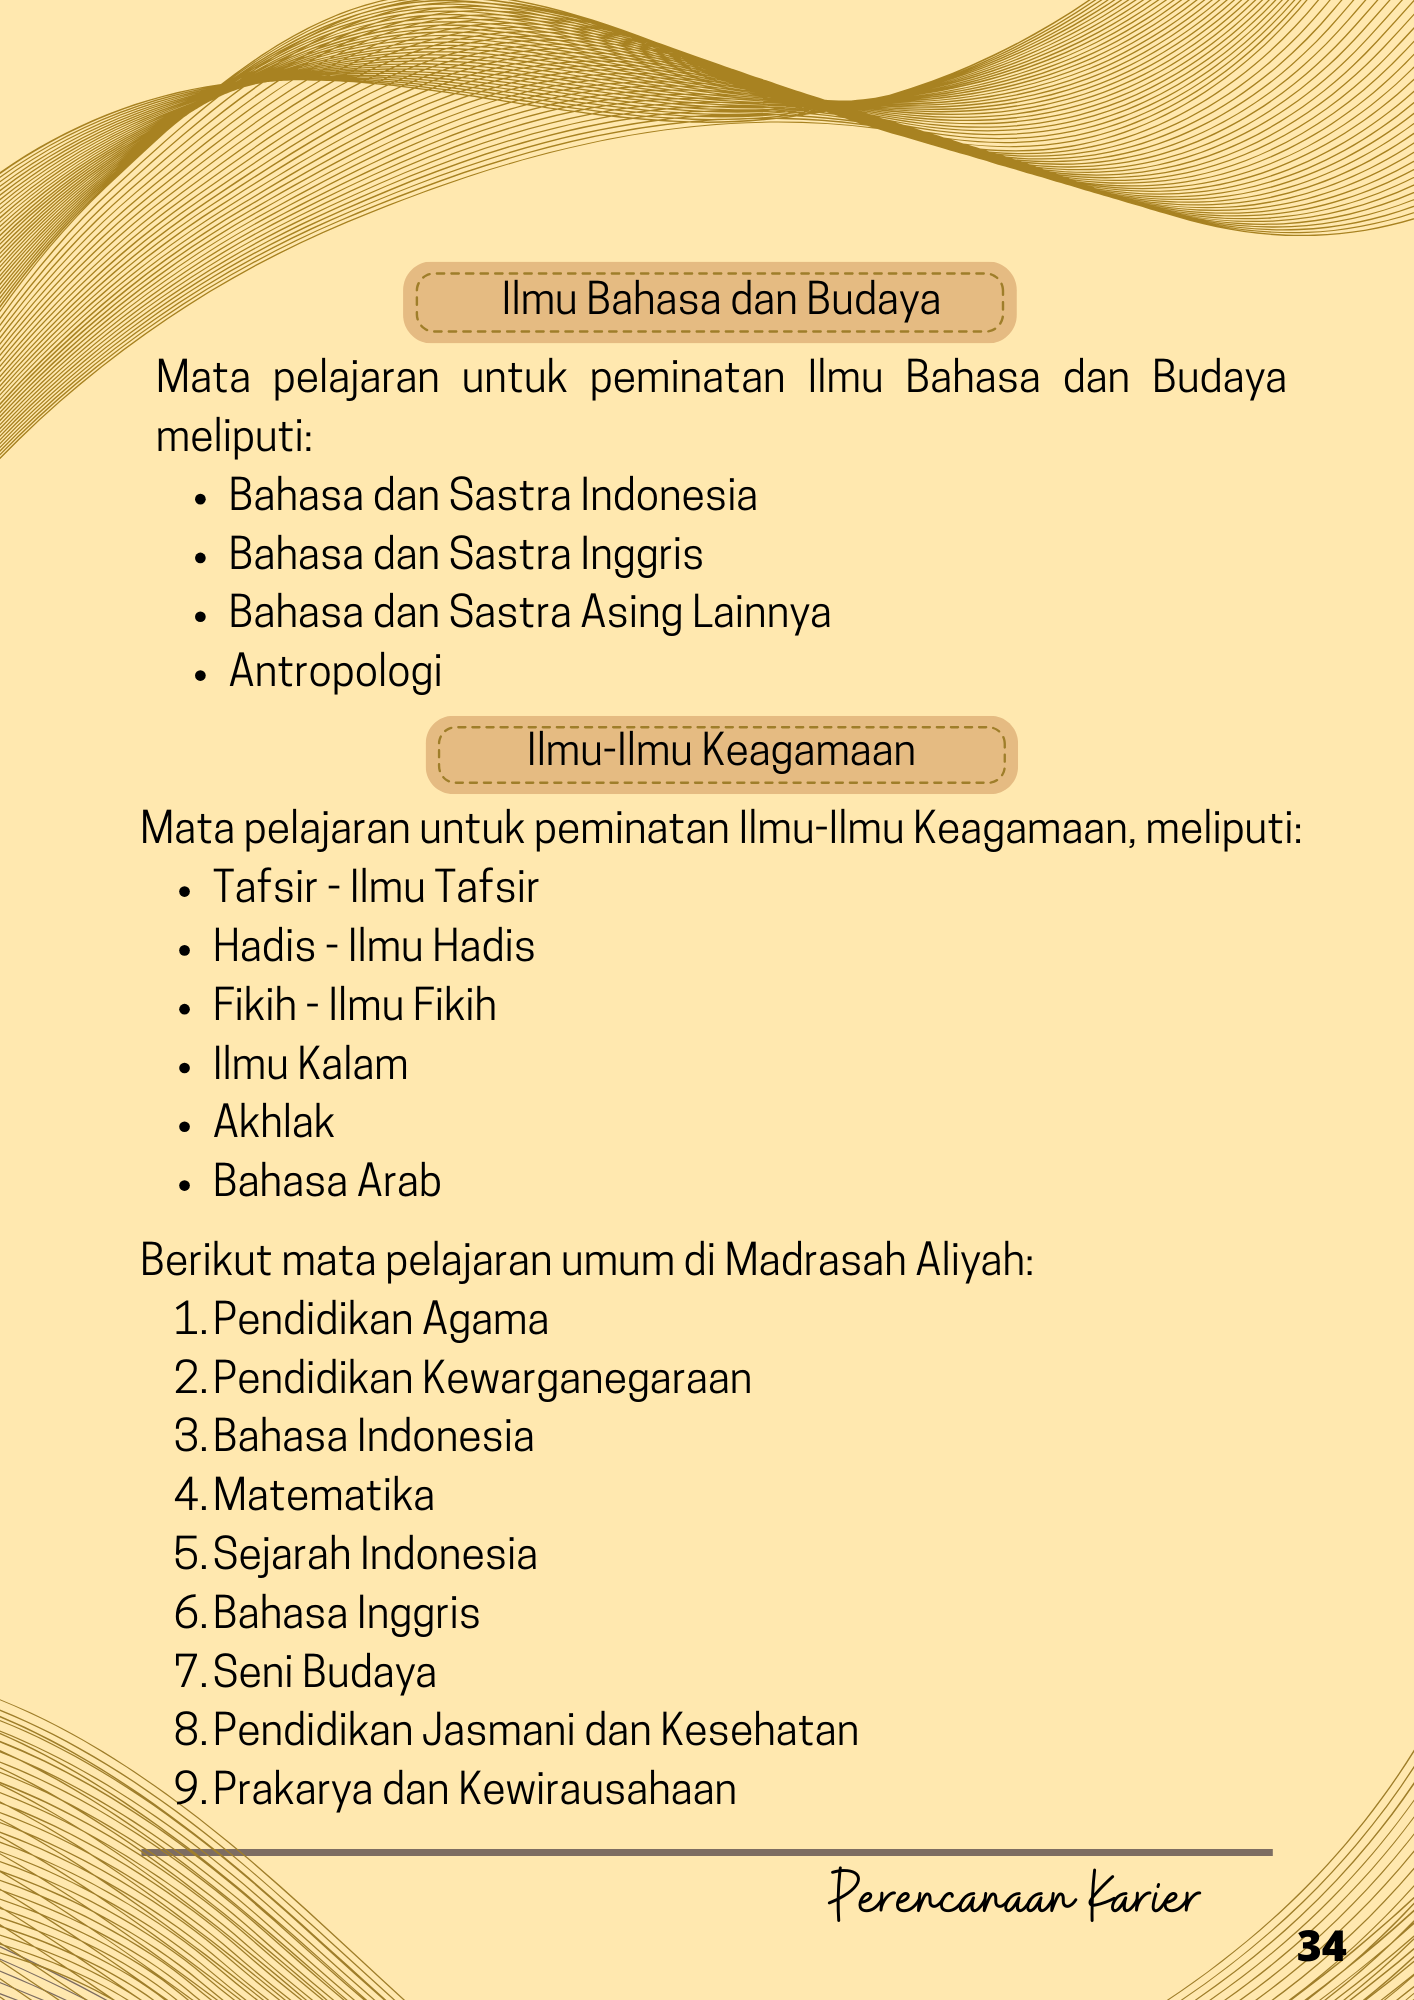 Ilmu Bahasa dan Budaya
Mata pelajaran untuk peminatan Ilmu Bahasa dan Budaya
meliputi:
• Bahasa dan Sastra Indonesia
• Bahasa dan Sastra Inggris
• Bahasa dan Sastra Asing Lainnya
• Antropologi
Ilmu-Ilmu Keagamaan
Mata pelajaran untuk peminatan Ilmu-Ilmu Keagamaan, meliputi:
• Tafsir - Ilmu Tafsir
• Hadis - Ilmu Hadis
• Fikih - Ilmu Fikih
• Ilmu Kalam
• Akhlak
• Bahasa Arab
Berikut mata pelajaran umum di Madrasah Aliyah:
1. Pendidikan Agama
2. Pendidikan Kewarganegaraan
3. Bahasa Indonesia
4. Matematika
5. Sejarah Indonesia
6. Bahasa Inggris
7. Seni Budaya
8. Pendidikan Jasmani dan Kesehatan
9. Prakarya dan Kewirausahaan
Perencanaan Karier
34